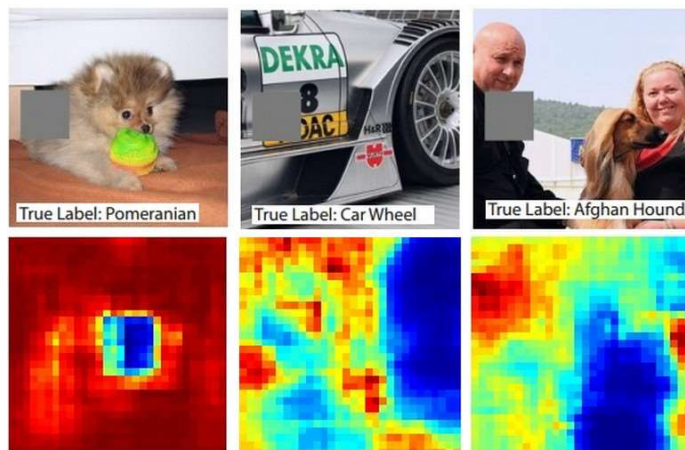 DEKRA
8
DAC
H&R
True Label: Pomeranian
True Label: Car Wheel
True Label: Afghan Hound